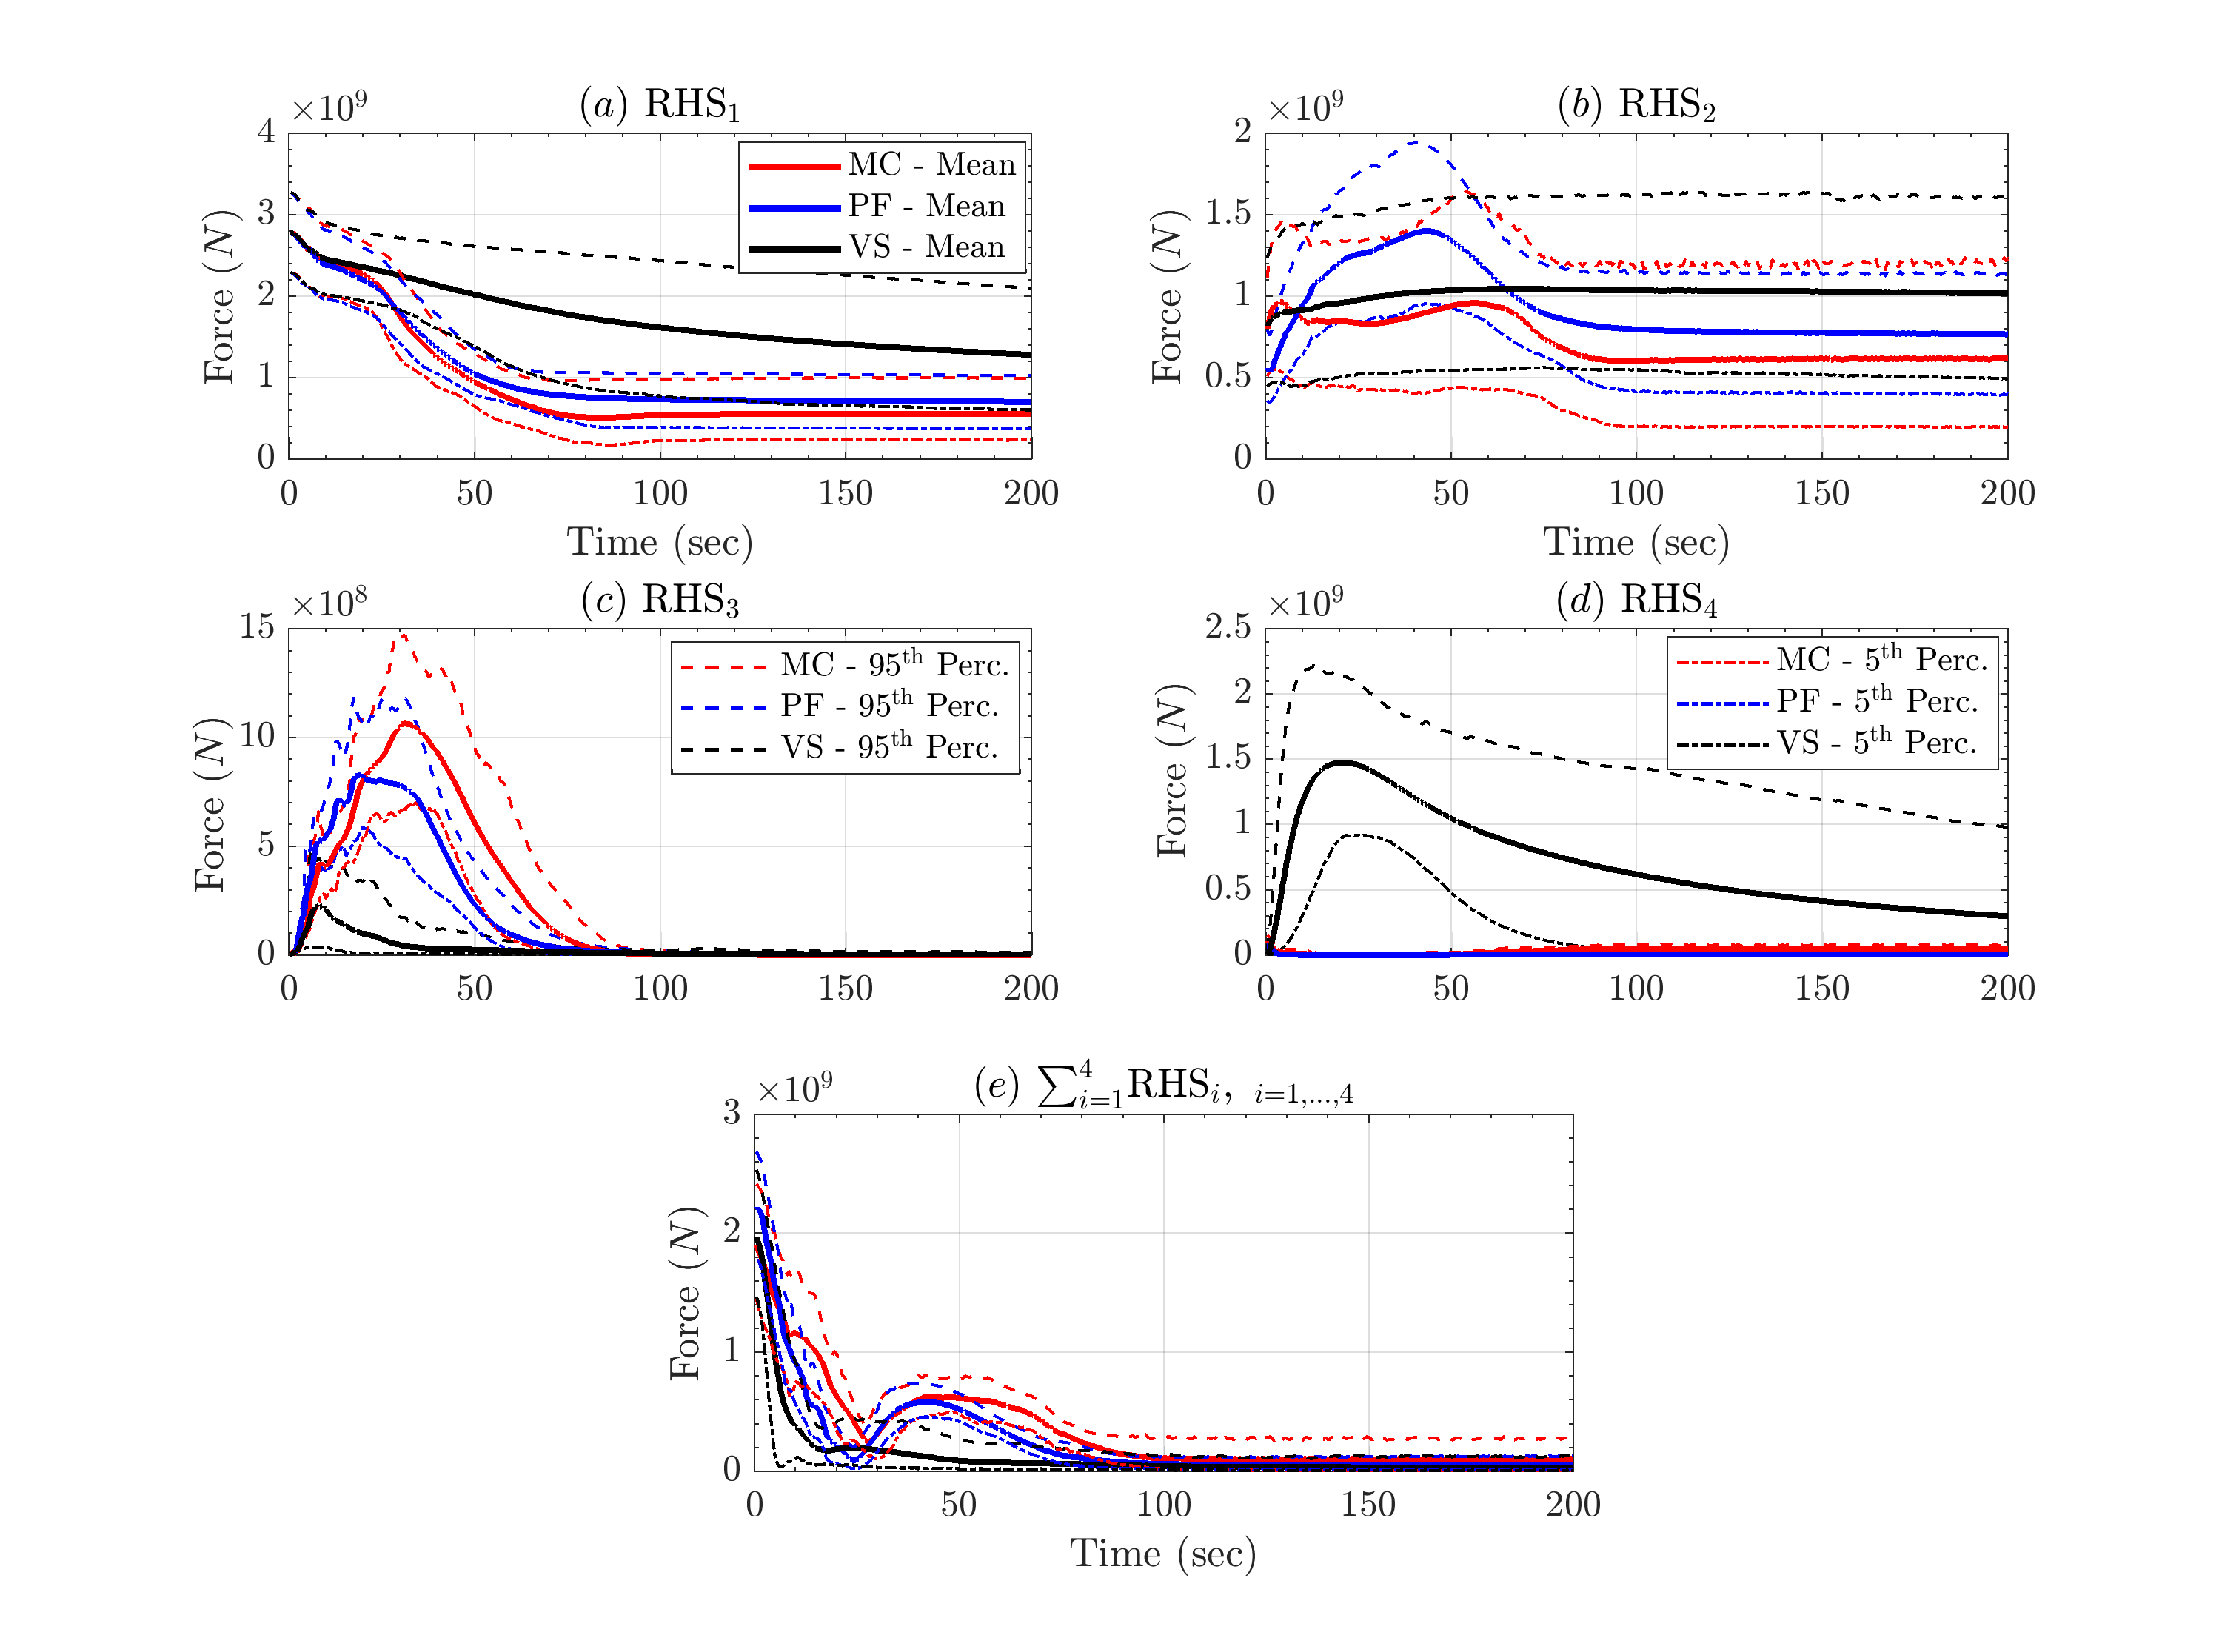 (a) RHS₁
×10⁹
4
3
2
1
0
Force (N)
0 50 100 150 200
Time (sec)
MC - Mean
PF - Mean
VS - Mean
(b) RHS₂
×10⁹
2
1.5
1
0.5
0
Force (N)
0 50 100 150 200
Time (sec)
(c) RHS₃
×10⁸
15
10
5
0
Force (N)
0 50 100 150 200
MC - 95ᵗʰ Perc.
PF - 95ᵗʰ Perc.
VS - 95ᵗʰ Perc.
(d) RHS₄
×10⁹
2.5
2
1.5
1
0.5
0
Force (N)
0 50 100 150 200
MC - 5ᵗʰ Perc.
PF - 5ᵗʰ Perc.
VS - 5ᵗʰ Perc.
(e) ∑⁴ᵢ₌₁RHSᵢ, i=1,...,4
×10⁹
3
2
1
0
Force (N)
0 50 100 150 200
Time (sec)